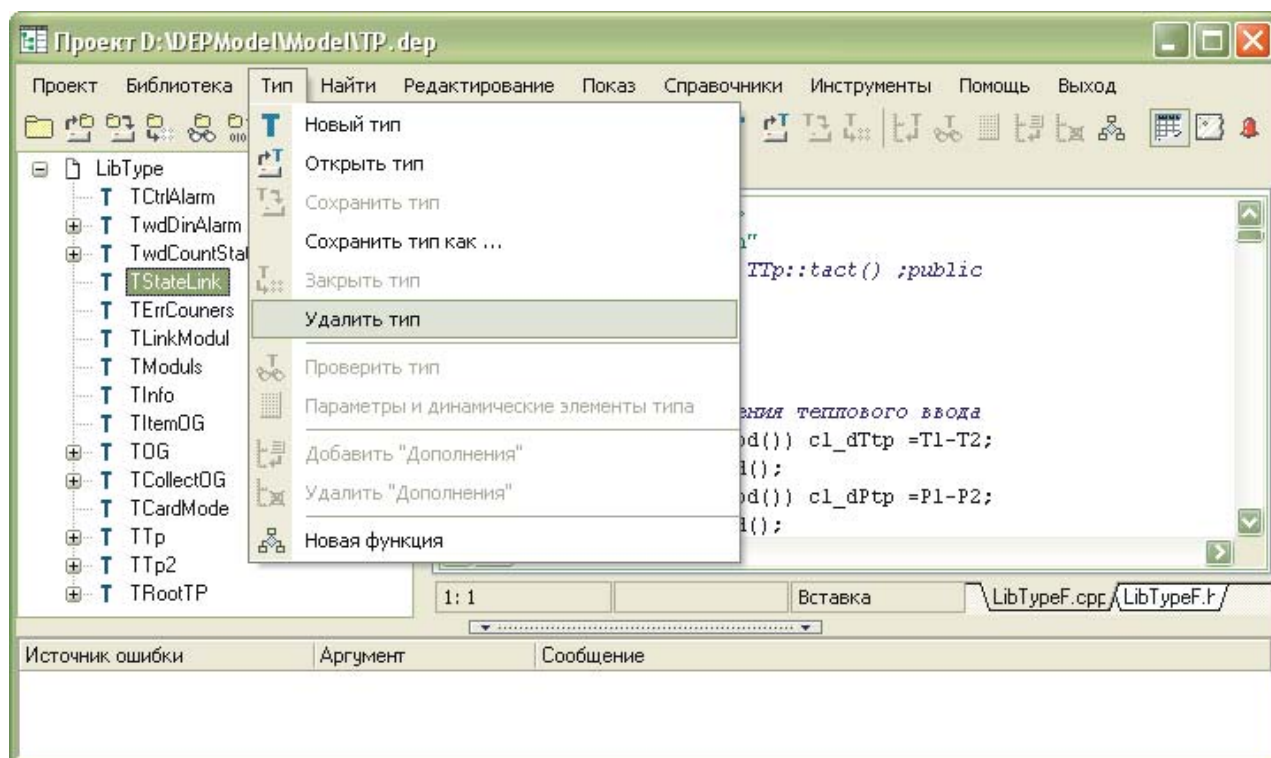 Проект D:\DEPModel\Model\TP.dep
Проект Библиотека Тип Найти Редактирование Показ Справочники Инструменты Помощь Выход
LibType
TCtrlAlarm
TwdDinAlarm
TwdCountStat
TStateLink
TErrCouners
TLinkModul
TModuls
TInfo
TItemOG
TOG
TCollectOG
TCardMode
TTp
TTp2
TRootTP
Новый тип
Открыть тип
Сохранить тип
Сохранить тип как ...
Закрыть тип
Удалить тип
Проверить тип
Параметры и динамические элементы типа
Добавить "Дополнения"
Удалить "Дополнения"
Новая функция
TTp::tact() ;public
ения теплового ввода
od()) cl_dTtp =T1-T2;
d();
od()) cl_dPtp =P1-P2;
d();
1: 1 Вставка LibTypeF.cpp LibTypeF.h
Источник ошибки Аргумент Сообщение